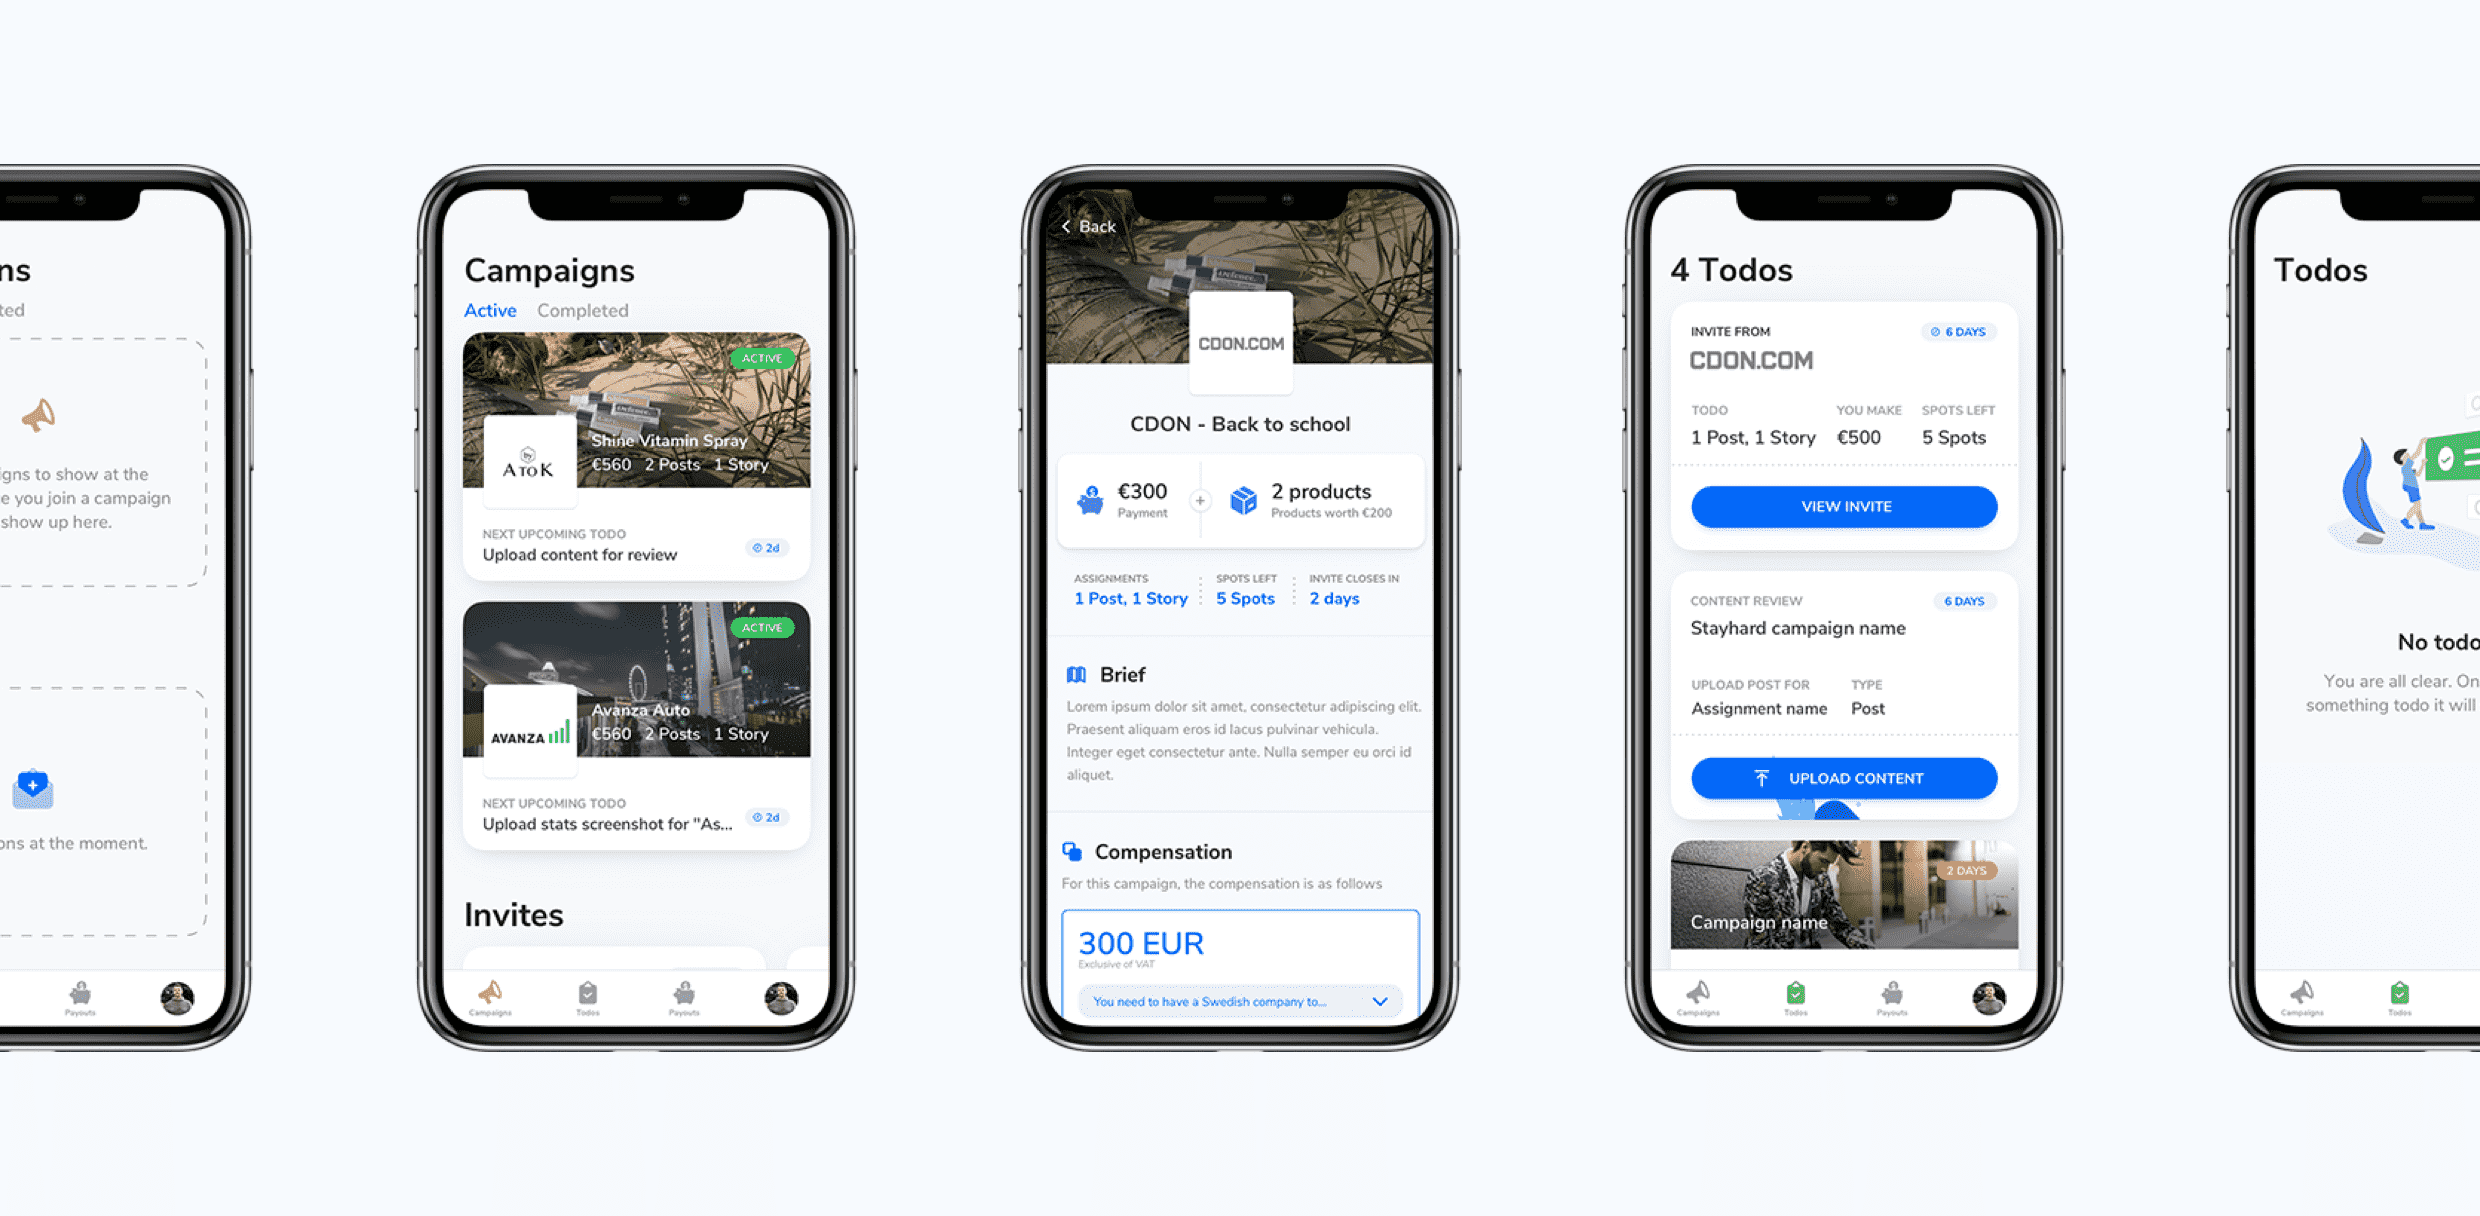 ns
ted
igns to show at the
e you join a campaign
show up here.
ons at the moment.
Payouts
Campaigns
Active Completed
ACTIVE
Defence.
by
A TO K
Shine Vitamin Spray
€560 2 Posts 1 Story
NEXT UPCOMING TODO
Upload content for review
2d
ACTIVE
AVANZA
Avanza Auto
€560 2 Posts 1 Story
NEXT UPCOMING TODO
Upload stats screenshot for "As...
2d
Invites
Campaigns Todos Payouts
Back
Defence.
CDON.COM
CDON - Back to school
€300
Payment
+
2 products
Products worth €200
ASSIGNMENTS SPOTS LEFT INVITE CLOSES IN
1 Post, 1 Story 5 Spots 2 days
Brief
Lorem ipsum dolor sit amet, consectetur adipiscing elit.
Praesent aliquam eros id lacus pulvinar vehicula.
Integer eget consectetur ante. Nulla semper eu orci id
aliquet.
Compensation
For this campaign, the compensation is as follows
300 EUR
Exclusive of VAT
You need to have a Swedish company to...
4 Todos
INVITE FROM
6 DAYS
CDON.COM
TODO YOU MAKE SPOTS LEFT
1 Post, 1 Story €500 5 Spots
VIEW INVITE
CONTENT REVIEW
6 DAYS
Stayhard campaign name
UPLOAD POST FOR TYPE
Assignment name Post
UPLOAD CONTENT
2 DAYS
Campaign name
Campaigns Todos Payouts
Todos
No todo
You are all clear. On
something todo it will
Campaigns Todos